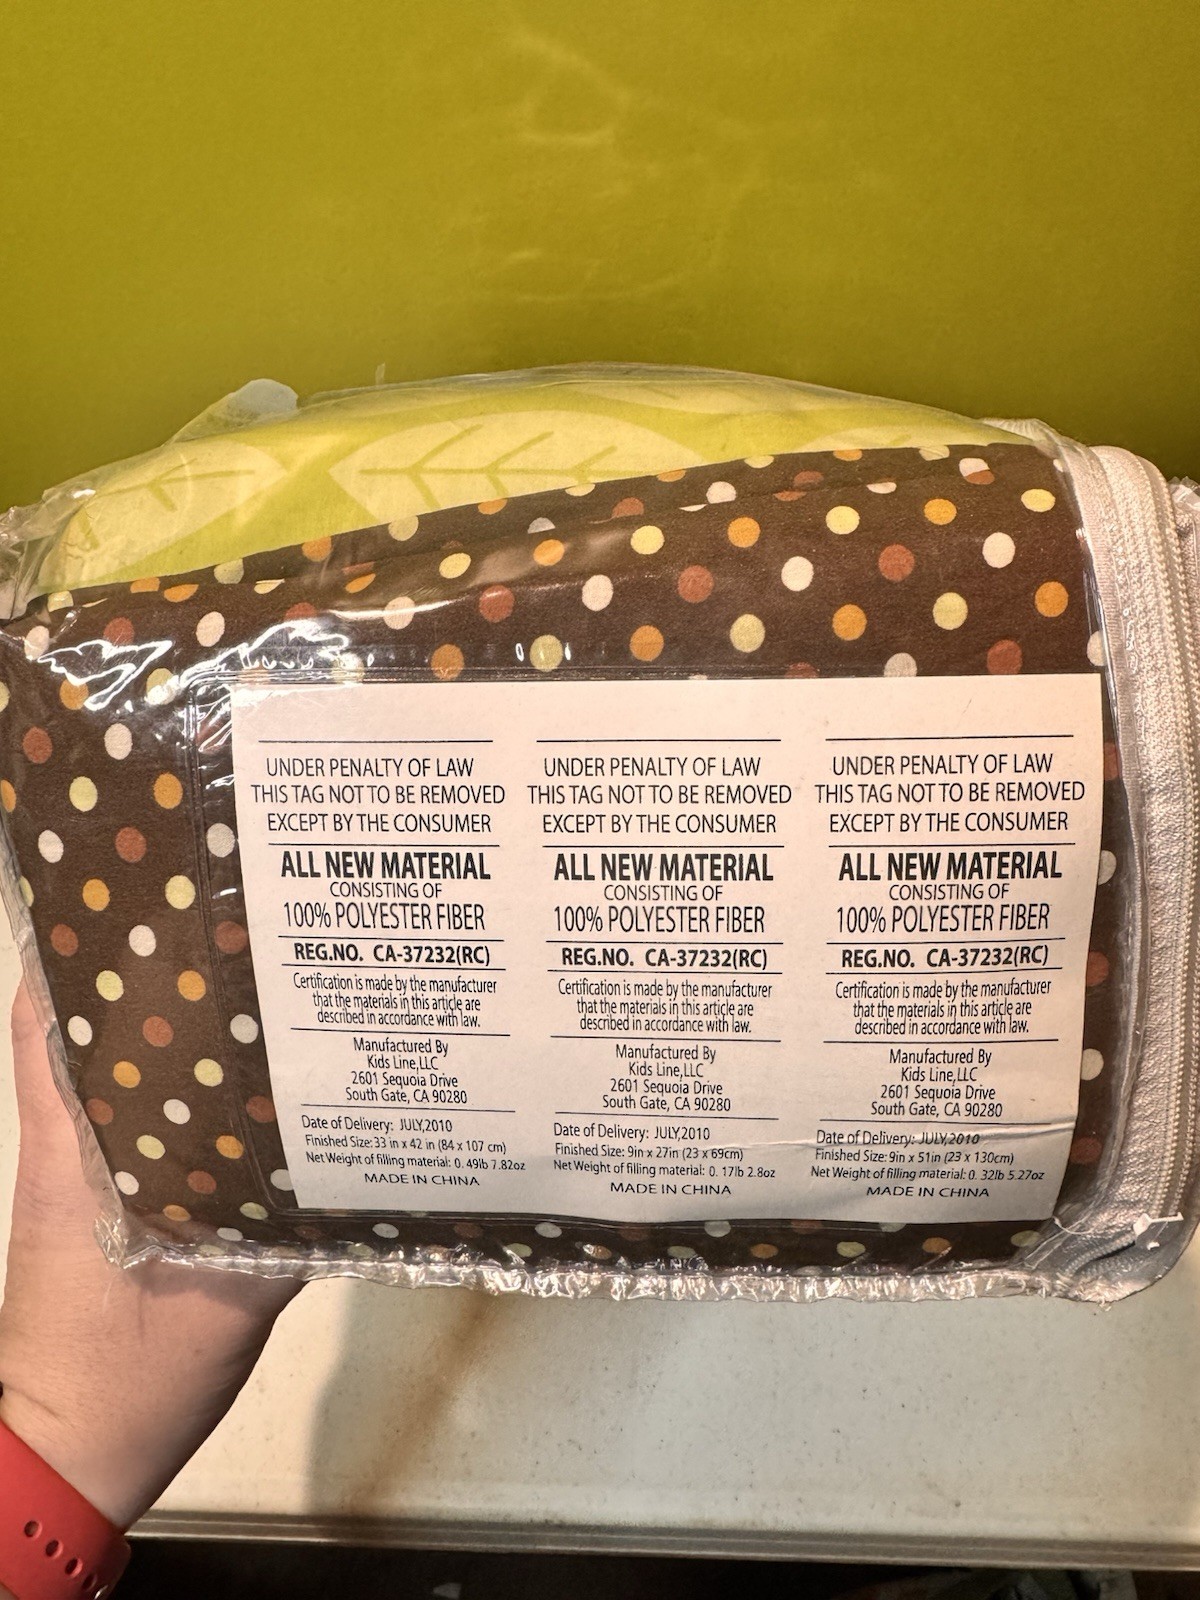 UNDER PENALTY OF LAW
THIS TAG NOT TO BE REMOVED
EXCEPT BY THE CONSUMER
ALL NEW MATERIAL
CONSISTING OF
100% POLYESTER FIBER
REG.NO. CA-37232(RC)
Certification is made by the manufacturer
that the materials in this article are
described in accordance with law.
Manufactured By
Kids Line,LLC
2601 Sequoia Drive
South Gate, CA 90280
Date of Delivery: JULY,2010
Finished Size: 33 in x 42 in (84 x 107 cm)
Net Weight of filling material: 0. 49lb 7.82oz
MADE IN CHINA
UNDER PENALTY OF LAW
THIS TAG NOT TO BE REMOVED
EXCEPT BY THE CONSUMER
ALL NEW MATERIAL
CONSISTING OF
100% POLYESTER FIBER
REG.NO. CA-37232(RC)
Certification is made by the manufacturer
that the materials in this article are
described in accordance with law.
Manufactured By
Kids Line,LLC
2601 Sequoia Drive
South Gate, CA 90280
Date of Delivery: JULY,2010
Finished Size: 9in x 27in (23 x 69cm)
Net Weight of filling material: 0. 17lb 2.8oz
MADE IN CHINA
UNDER PENALTY OF LAW
THIS TAG NOT TO BE REMOVED
EXCEPT BY THE CONSUMER
ALL NEW MATERIAL
CONSISTING OF
100% POLYESTER FIBER
REG.NO. CA-37232(RC)
Certification is made by the manufacturer
that the materials in this article are
described in accordance with law.
Manufactured By
Kids Line,LLC
2601 Sequoia Drive
South Gate, CA 90280
Date of Delivery: JULY,2010
Finished Size: 9in x 51in (23 x 130cm)
Net Weight of filling material: 0. 32lb 5.27oz
MADE IN CHINA